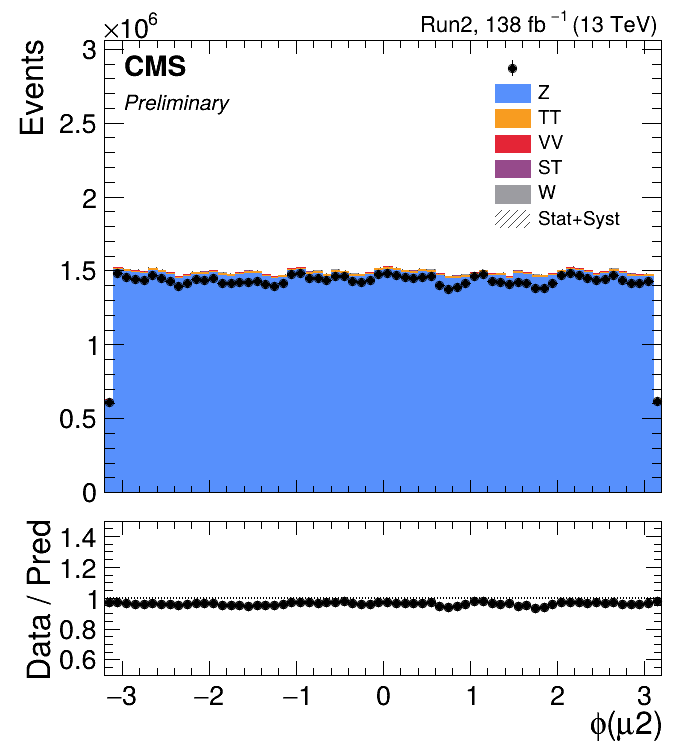 ×10⁶
Run2, 138 fb⁻¹ (13 TeV)
Events
CMS
Preliminary
Z
TT
VV
ST
W
Stat+Syst
3
2.5
2
1.5
1
0.5
0
Data / Pred
1.4
1.2
1
0.8
0.6
−3 −2 −1 0 1 2 3
ϕ(μ2)